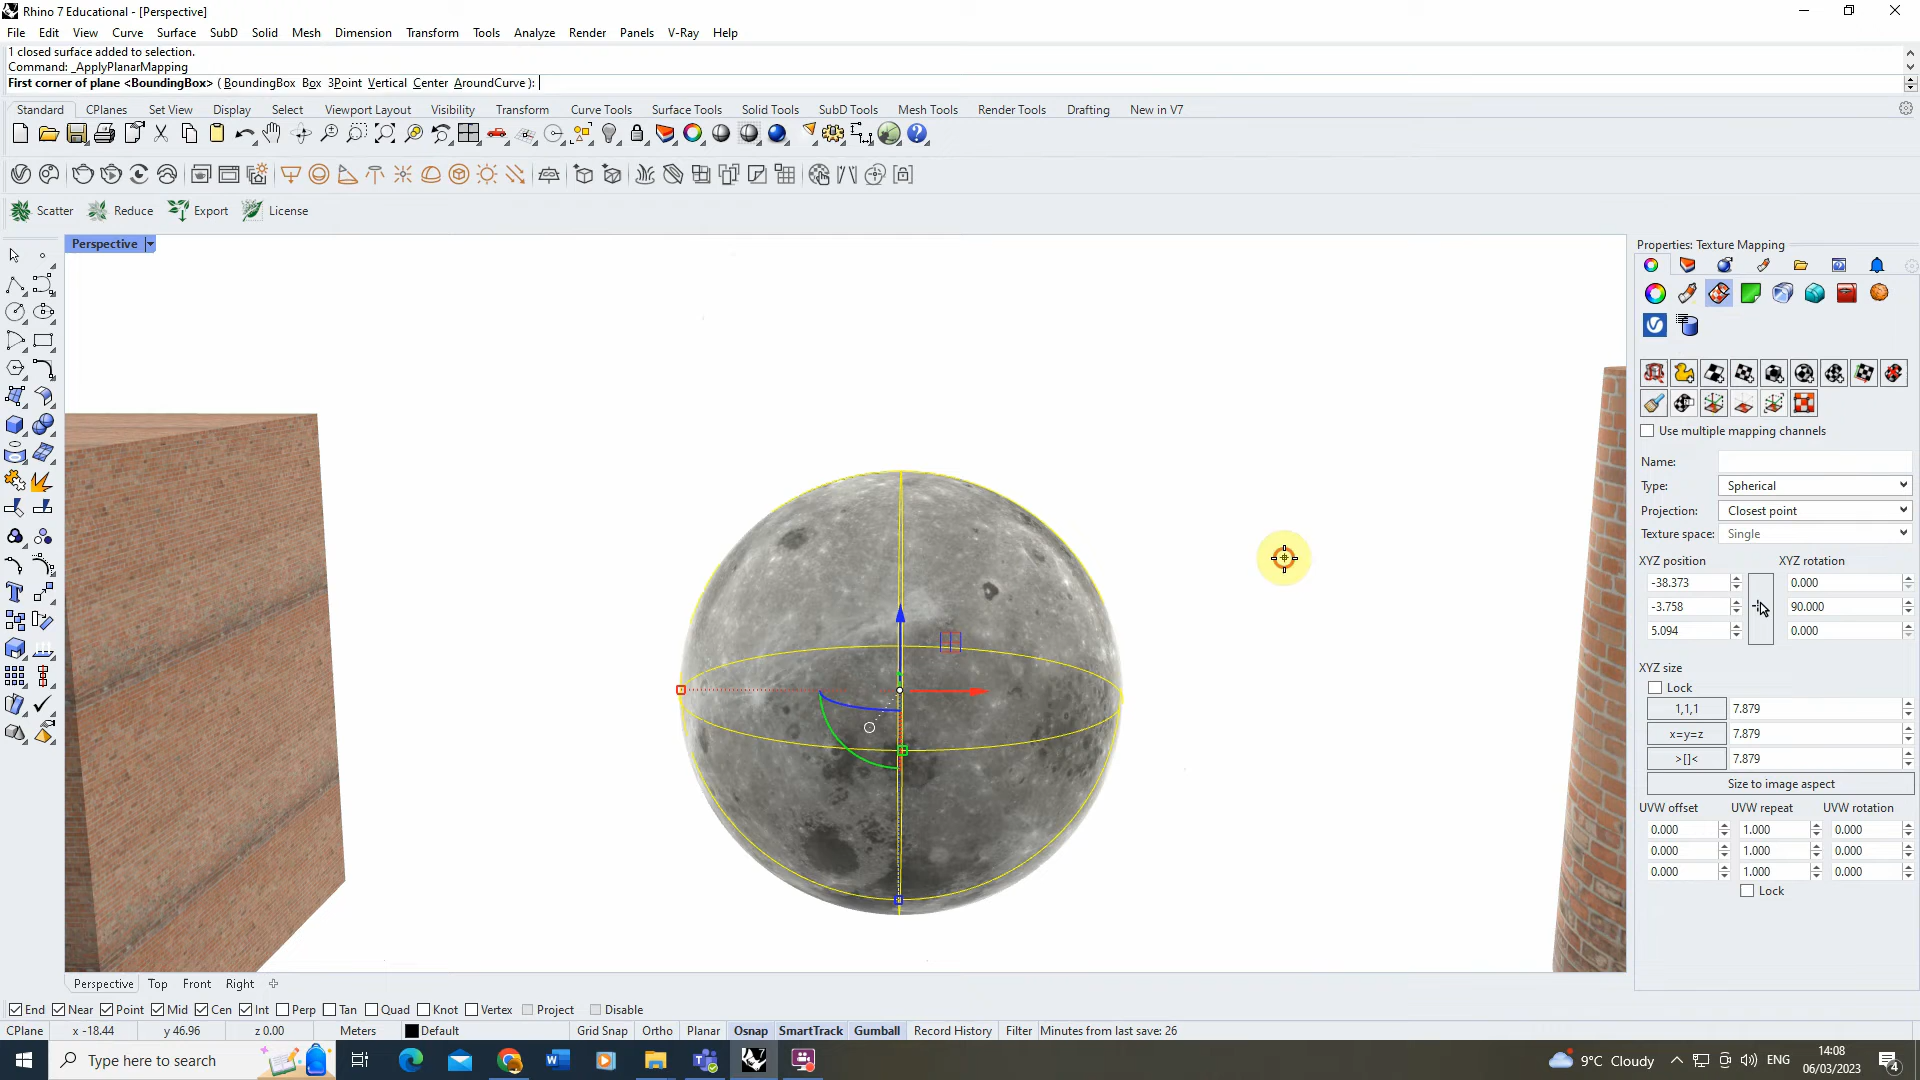 Rhino 7 Educational - [Perspective]
File Edit View Curve Surface SubD Solid Mesh Dimension Transform Tools Analyze Render Panels V-Ray Help
1 closed surface added to selection.
Command: _ApplyPlanarMapping
First corner of plane <BoundingBox> ( BoundingBox Box 3Point Vertical Center AroundCurve ):
Standard CPlanes Set View Display Select Viewport Layout Visibility Transform Curve Tools Surface Tools Solid Tools SubD Tools Mesh Tools Render Tools Drafting New in V7
Scatter Reduce Export License
Perspective
Properties: Texture Mapping
Use multiple mapping channels
Name:
Type: Spherical
Projection: Closest point
Texture space: Single
XYZ position XYZ rotation
-38.373 0.000
-3.758 90.000
5.094 0.000
XYZ size
Lock
1,1,1 7.879
x=y=z 7.879
>[]< 7.879
Size to image aspect
UVW offset UVW repeat UVW rotation
0.000 1.000 0.000
0.000 1.000 0.000
0.000 1.000 0.000
Lock
Perspective Top Front Right
End Near Point Mid Cen Int Perp Tan Quad Knot Vertex Project Disable
CPlane x -18.44 y 46.96 z 0.00 Meters Default Grid Snap Ortho Planar Osnap SmartTrack Gumball Record History Filter Minutes from last save: 26
Type here to search
9°C Cloudy ENG
14:08
06/03/2023
4